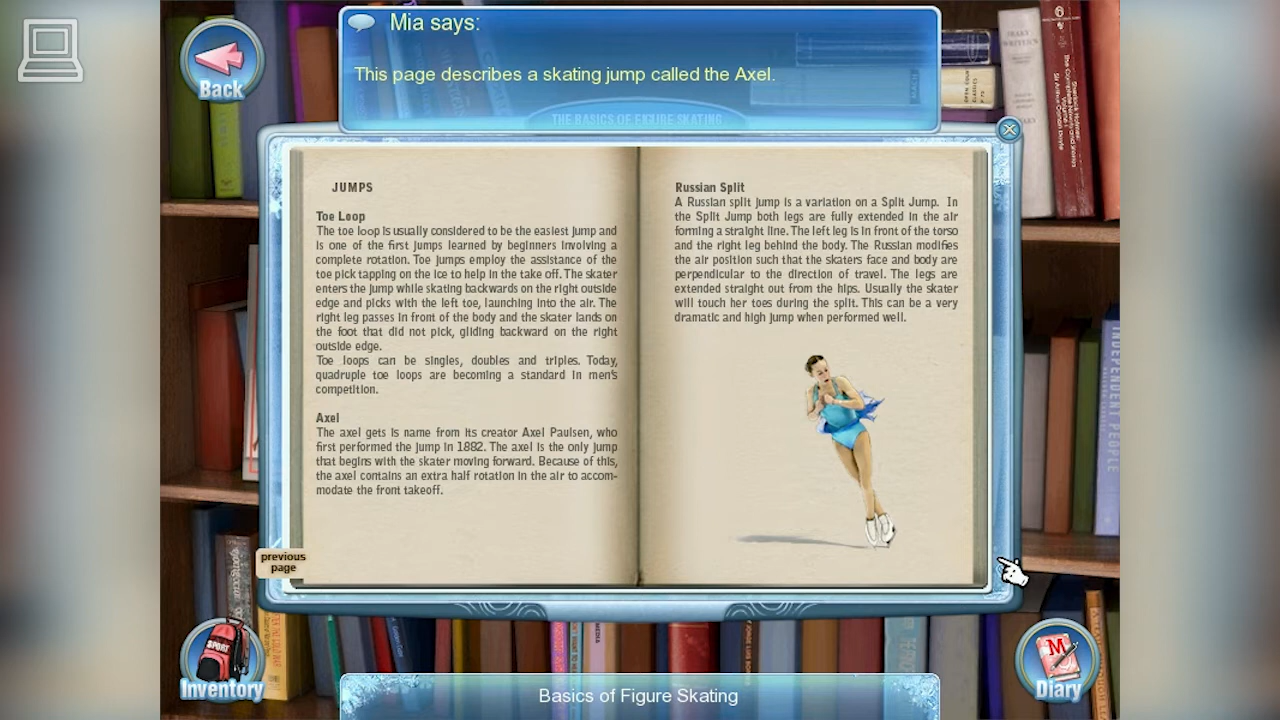 Mia says:
This page describes a skating jump called the Axel.
Back
THE BASICS OF FIGURE SKATING
JUMPS
Toe Loop
The toe loop is usually considered to be the easiest jump and
is one of the first jumps learned by beginners involving a
complete rotation. Toe jumps employ the assistance of the
toe pick tapping on the ice to help in the take off. The skater
enters the jump while skating backwards on the right outside
edge and picks with the left toe, launching into the air. The
right leg passes in front of the body and the skater lands on
the foot that did not pick, gliding backward on the right
outside edge.
Toe loops can be singles, doubles and triples. Today,
quadruple toe loops are becoming a standard in men's
competition.
Axel
The axel gets is name from its creator Axel Paulsen, who
first performed the jump in 1882. The axel is the only jump
that begins with the skater moving forward. Because of this,
the axel contains an extra half rotation in the air to accom-
modate the front takeoff.
Russian Split
A Russian split jump is a variation on a Split Jump. In
the Split Jump both legs are fully extended in the air
forming a straight line. The left leg is in front of the torso
and the right leg behind the body. The Russian modifies
the air position such that the skaters face and body are
perpendicular to the direction of travel. The legs are
extended straight out from the hips. Usually the skater
will touch her toes during the split. This can be a very
dramatic and high jump when performed well.
previous
page
INDEPENDENT PEOPLE
SPORT
Inventory
M
Diary
Basics of Figure Skating